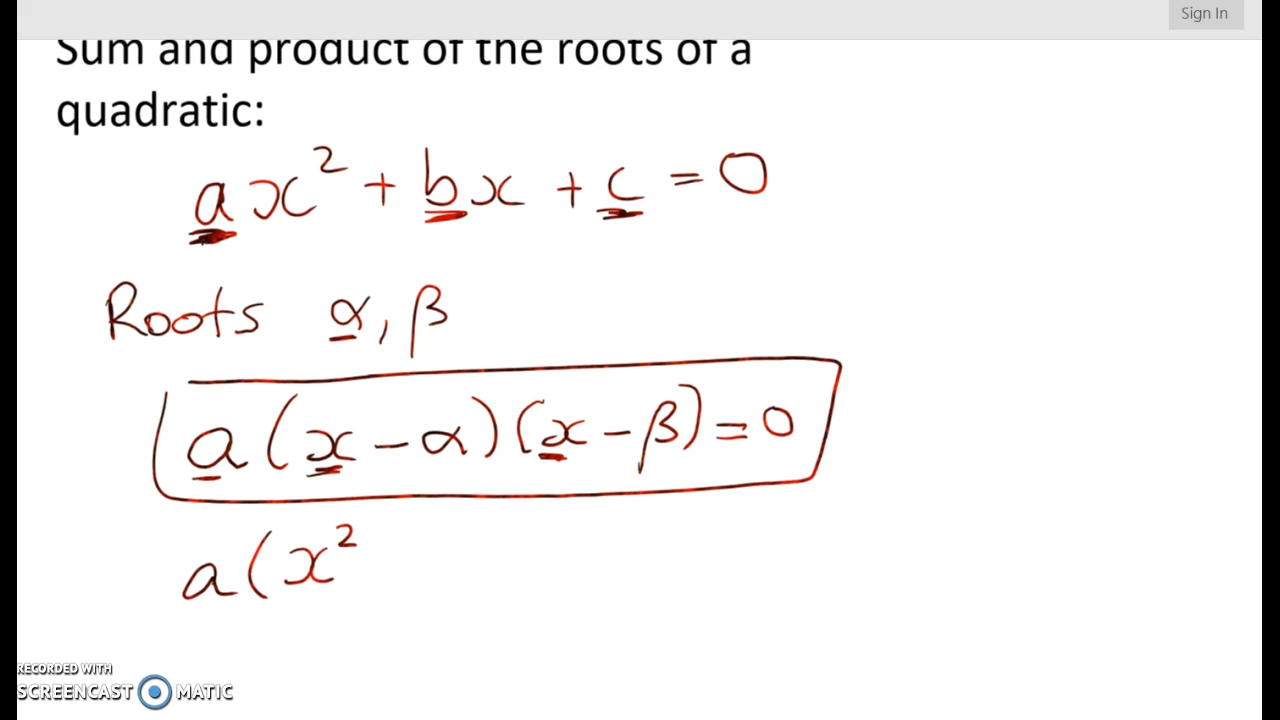 Sign In
Sum and product of the roots of a
quadratic:
ax² + bx + c = 0
Roots α, β
a(x - α)(x - β) = 0
a(x²
RECORDED WITH
SCREENCAST MATIC